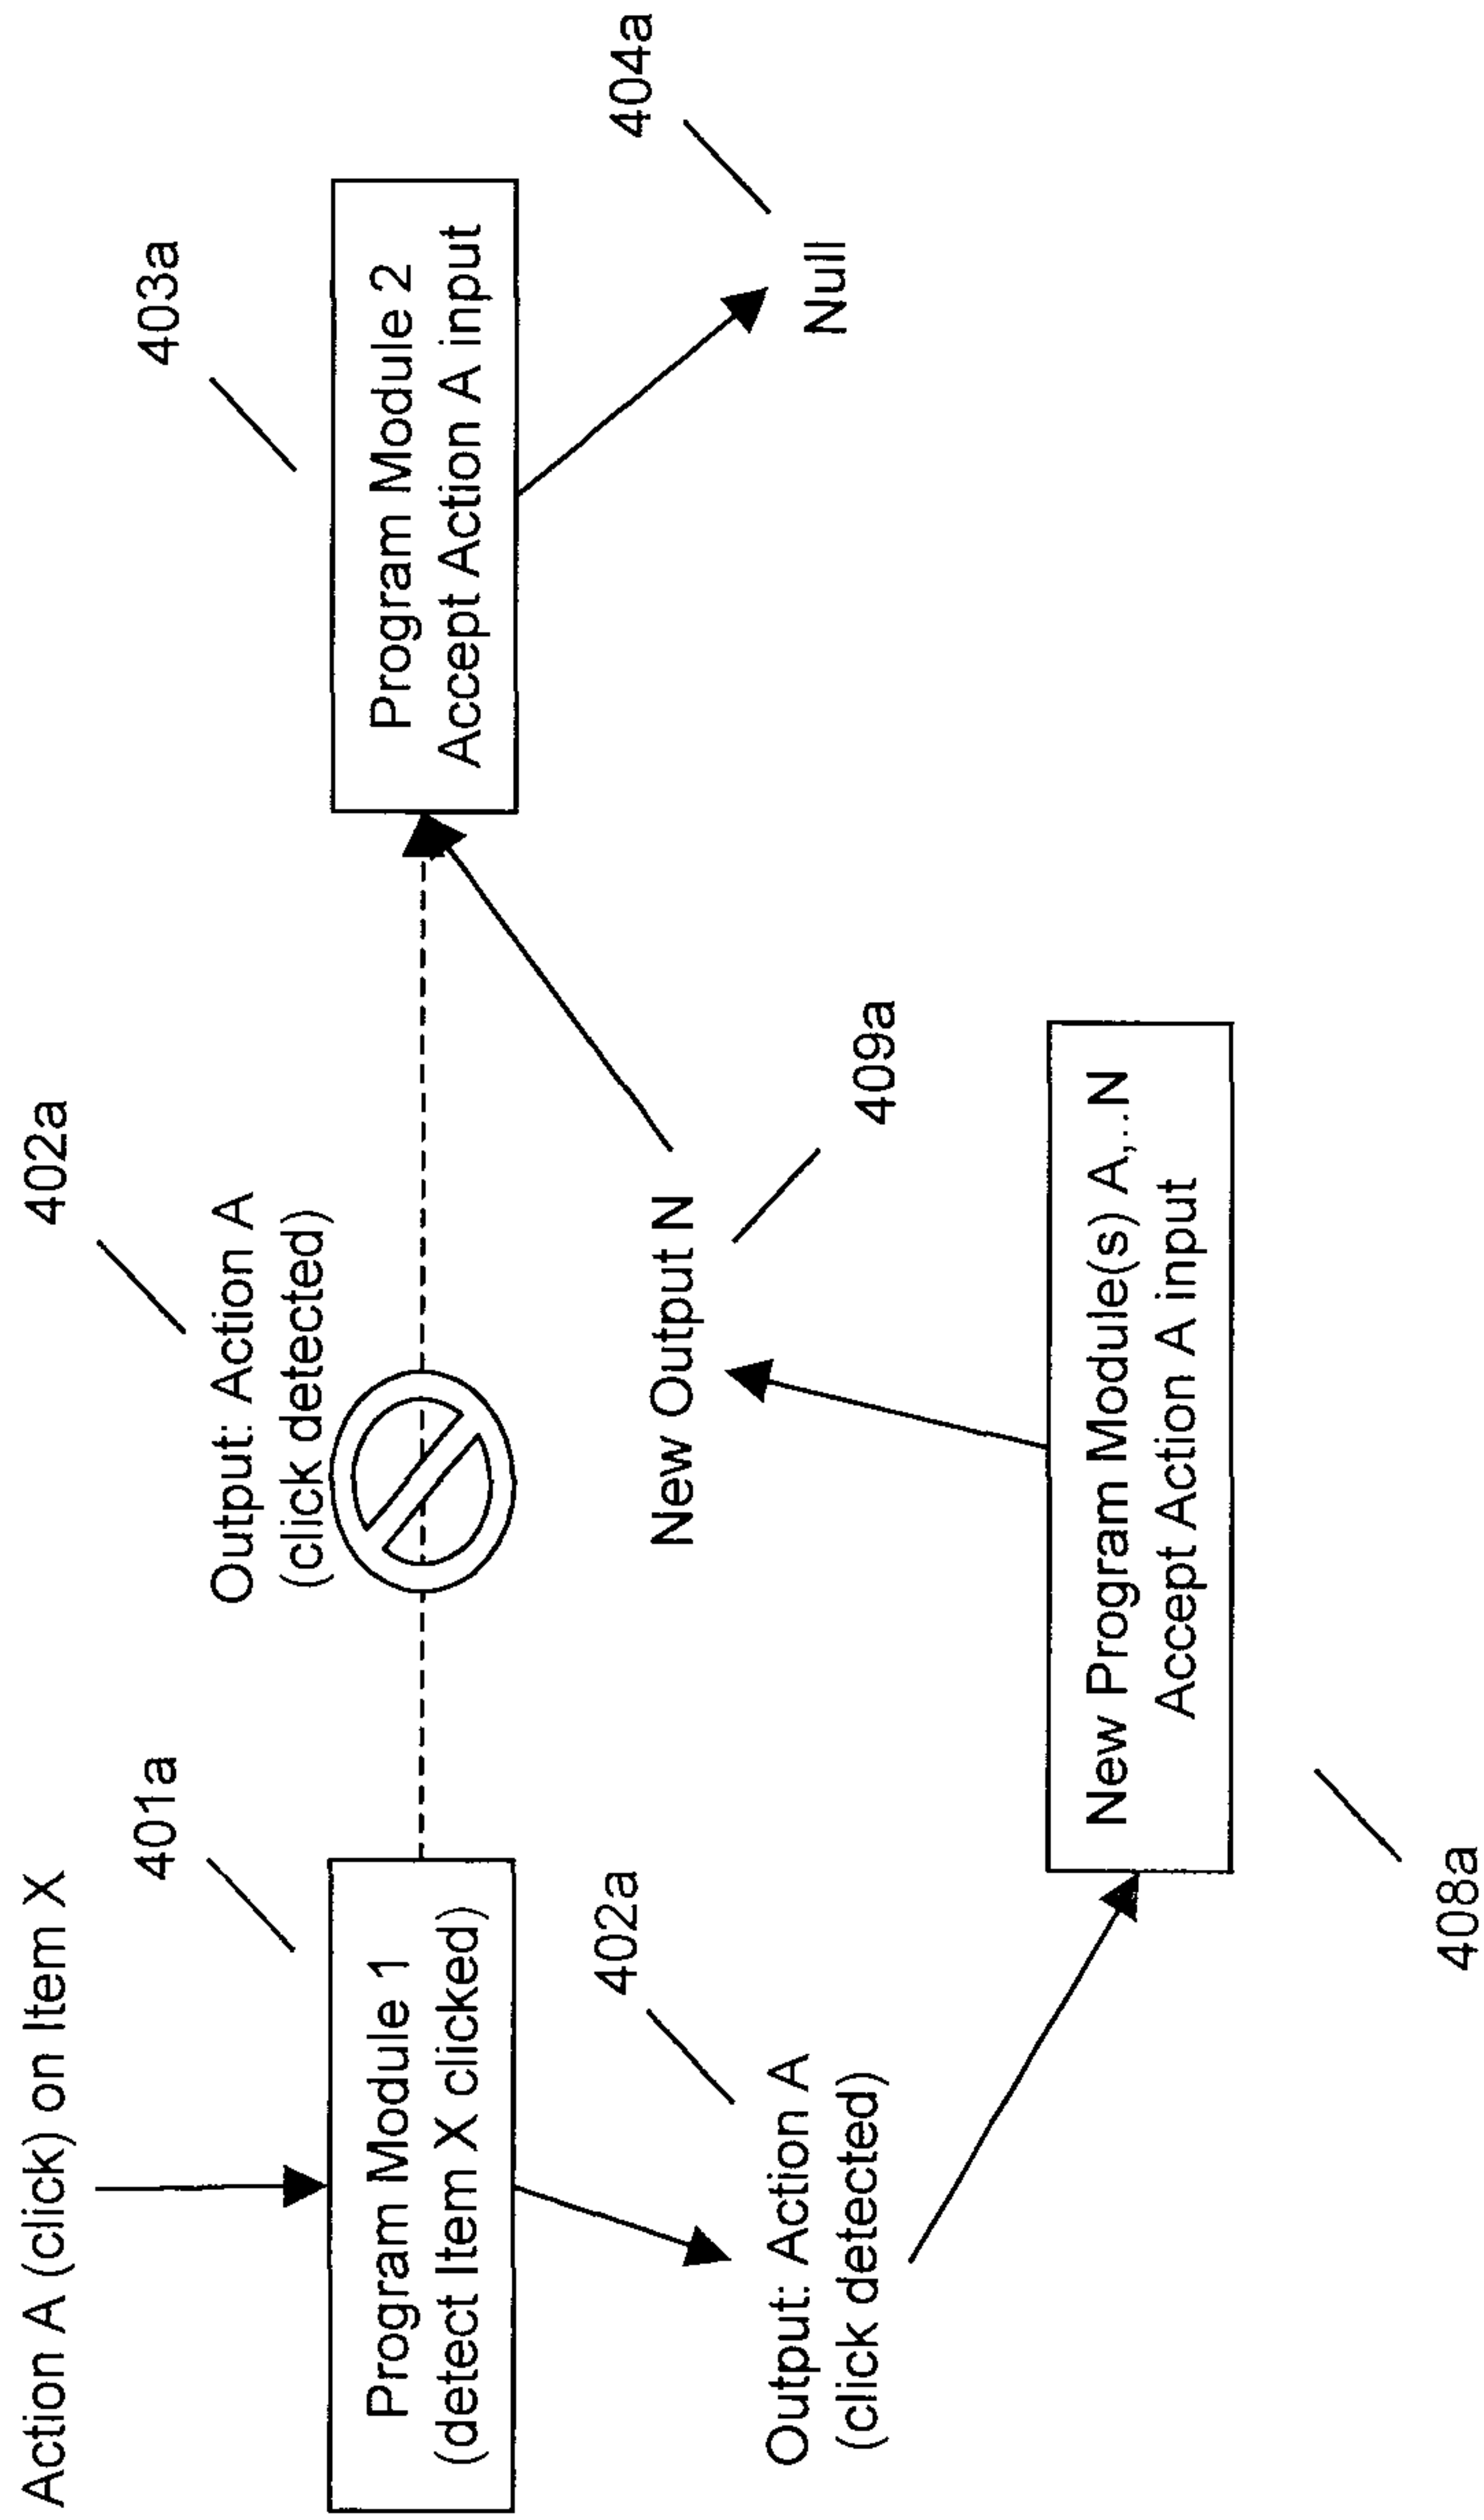 Action A (click) on Item X
401a
Program Module 1
(detect Item X clicked)
402a
Output: Action A
(click detected)
403a
Program Module 2
Accept Action A input
404a
Null
402a
Output: Action A
(click detected)
New Output N
409a
New Program Module(s) A,..N
Accept Action A input
408a